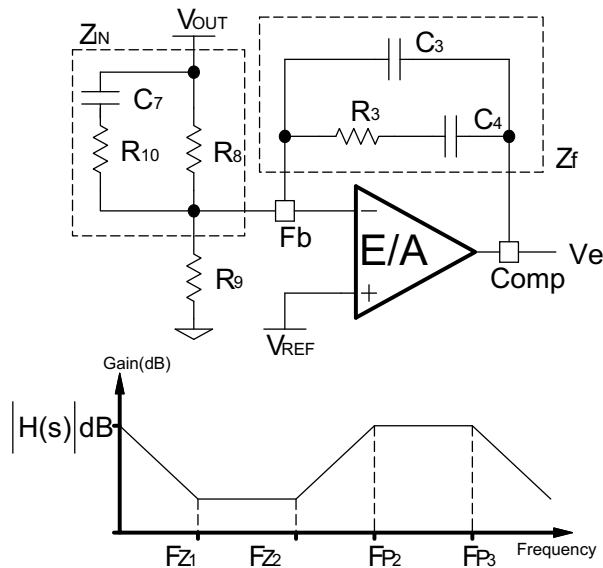 VOUT
ZIN
C7
R10
R8
R9
C3
R3
C4
Zf
Fb
E/A
Ve
Comp
VREF
Gain(dB)
|H(s)|dB
FZ1
FZ2
FP2
FP3
Frequency